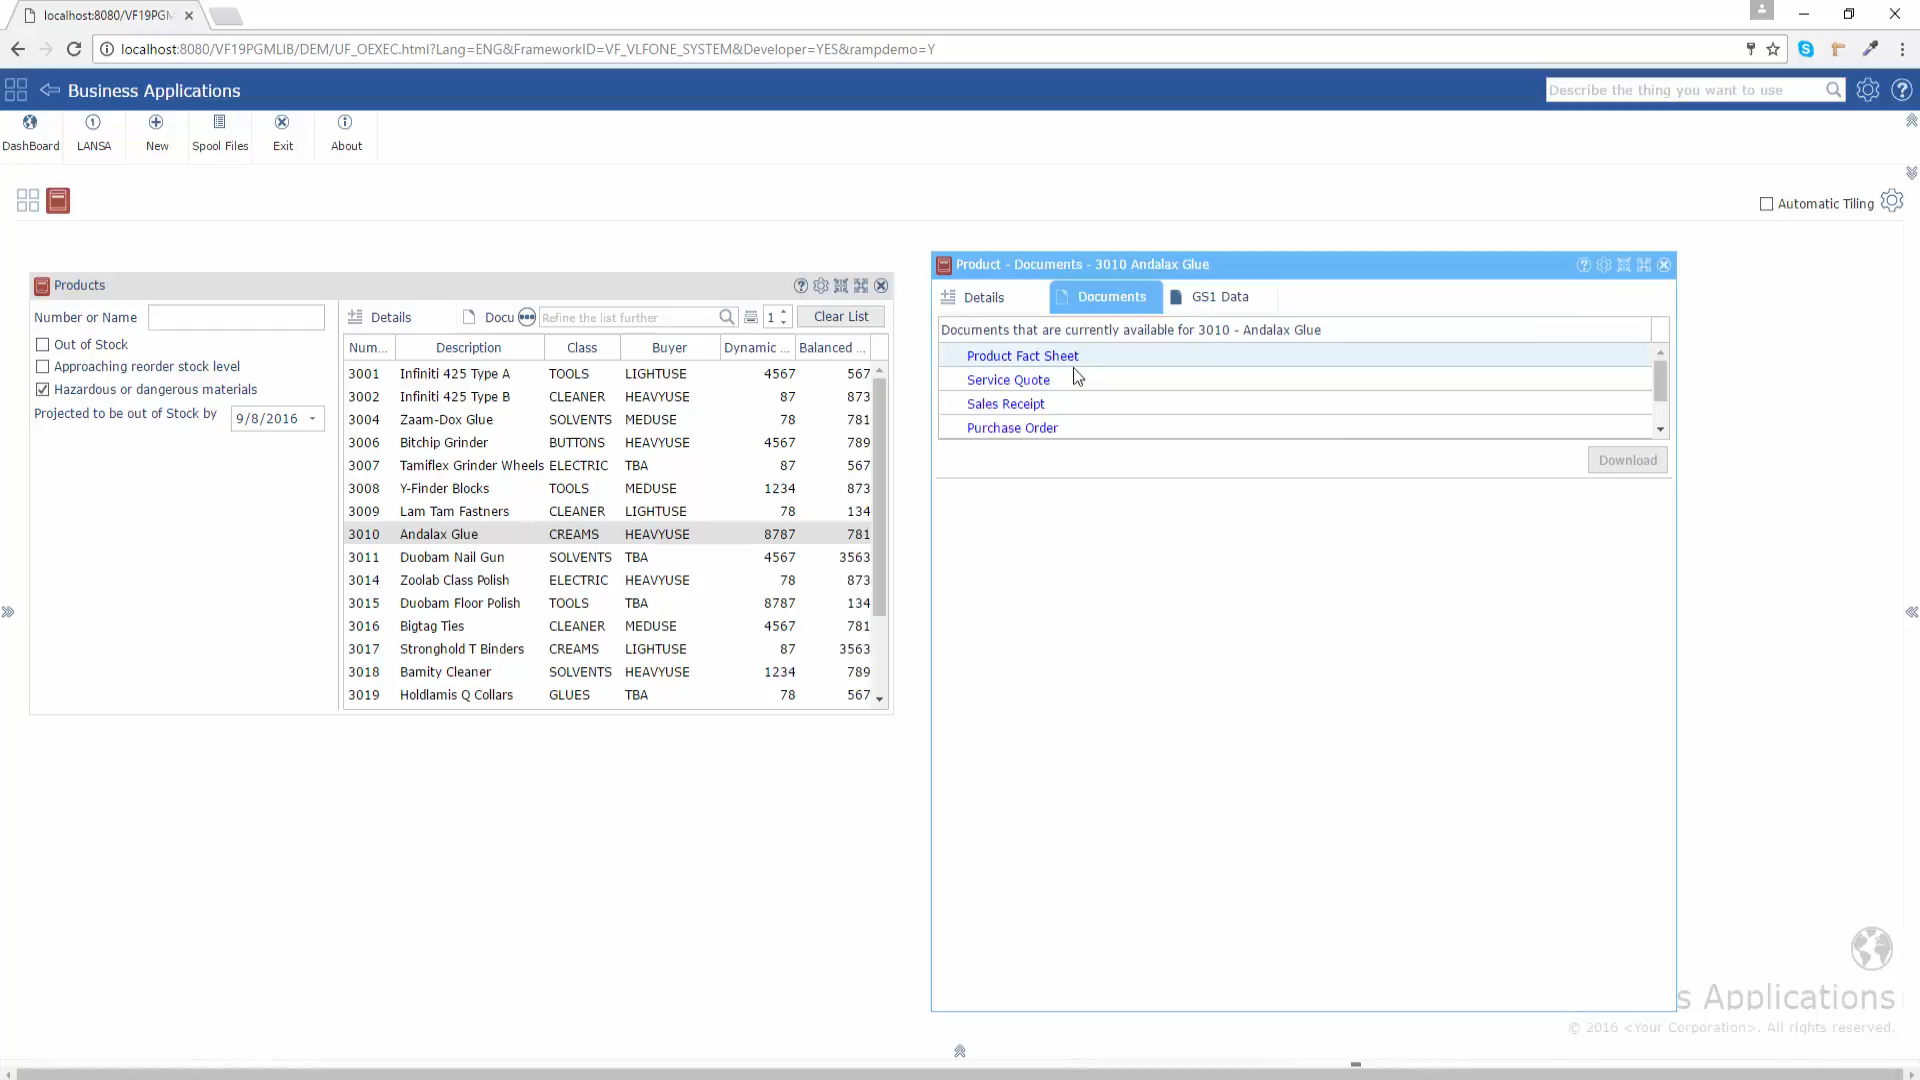 localhost:8080/VF19PGM
localhost:8080/VF19PGMLIB/DEM/UF_OEXEC.html?Lang=ENG&FrameworkID=VF_VLFONE_SYSTEM&Developer=YES&rampdemo=Y
Business Applications
Describe the thing you want to use
DashBoard LANSA New Spool Files Exit About
Automatic Tiling
Products
Number or Name
Out of Stock
Approaching reorder stock level
Hazardous or dangerous materials
Projected to be out of Stock by 9/8/2016
Details Docu Refine the list further 1 Clear List
Num... Description Class Buyer Dynamic ... Balanced ...
3001 Infiniti 425 Type A TOOLS LIGHTUSE 4567 567
3002 Infiniti 425 Type B CLEANER HEAVYUSE 87 873
3004 Zaam-Dox Glue SOLVENTS MEDUSE 78 781
3006 Bitchip Grinder BUTTONS HEAVYUSE 4567 789
3007 Tamiflex Grinder Wheels ELECTRIC TBA 87 567
3008 Y-Finder Blocks TOOLS MEDUSE 1234 873
3009 Lam Tam Fastners CLEANER LIGHTUSE 78 134
3010 Andalax Glue CREAMS HEAVYUSE 8787 781
3011 Duobam Nail Gun SOLVENTS TBA 4567 3563
3014 Zoolab Class Polish ELECTRIC HEAVYUSE 78 873
3015 Duobam Floor Polish TOOLS TBA 8787 134
3016 Bigtag Ties CLEANER MEDUSE 4567 781
3017 Stronghold T Binders CREAMS LIGHTUSE 87 3563
3018 Bamity Cleaner SOLVENTS HEAVYUSE 1234 789
3019 Holdlamis Q Collars GLUES TBA 78 567
Product - Documents - 3010 Andalax Glue
Details Documents GS1 Data
Documents that are currently available for 3010 - Andalax Glue
Product Fact Sheet
Service Quote
Sales Receipt
Purchase Order
Download
s Applications
© 2016 <Your Corporation>. All rights reserved.